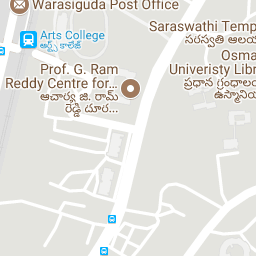 Warasiguda Post Office
Saraswathi Temp
సరస్వతి ఆలయ
Arts College
ఆర్ట్స్ కాలేజ్
Osma
Univeristy Libr
ప్రధాన గ్రంధాలయ
ఉస్మానియ
Prof. G. Ram
Reddy Centre for...
ఆచార్య జి. రామ్
రెడ్డి దూర...